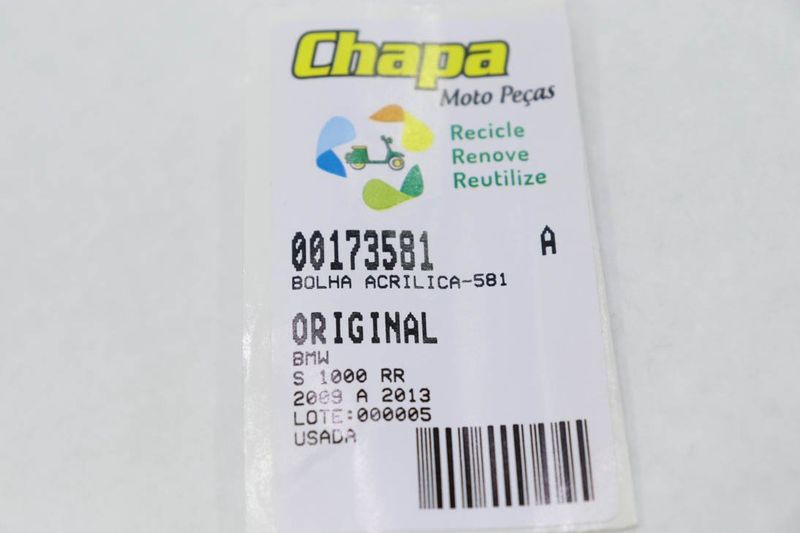 Chapa
Moto Peças
Recicle
Renove
Reutilize
00173581 A
BOLHA ACRILICA-581
ORIGINAL
BMW
S 1000 RR
2009 A 2013
LOTE:000005
USADA